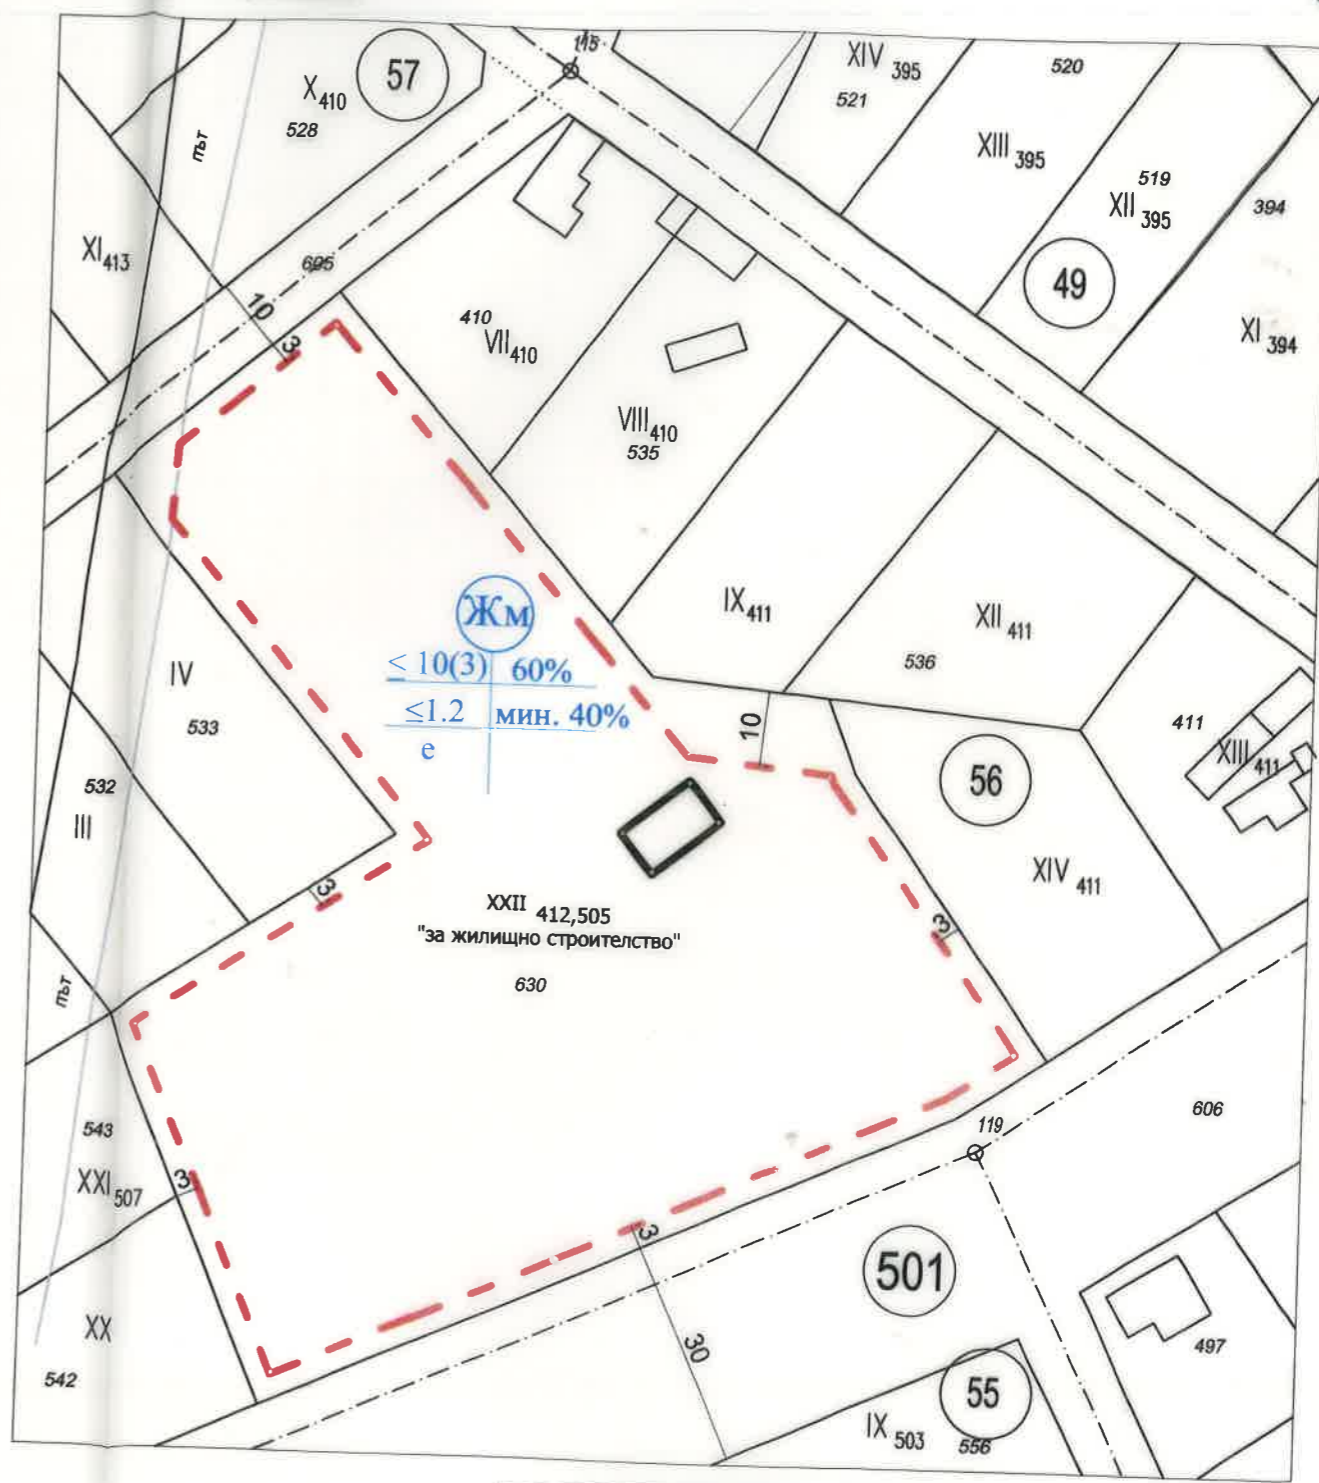 115
57
X 410
528
път
XIV 395
521
520
XIII 395
519
XII 395
394
49
XI 394
XI 413
695
10
3
410
VII 410
VIII 410
535
IX 411
XII 411
536
Жм
≤ 10(3) 60%
≤1.2 мин. 40%
е
IV
533
10
56
411
XIII 411
XIV 411
532
III
3
XXII 412,505
"за жилищно строителство"
630
3
път
119
606
543
XXI 507
3
3
501
30
XX
542
497
55
IX 503
556